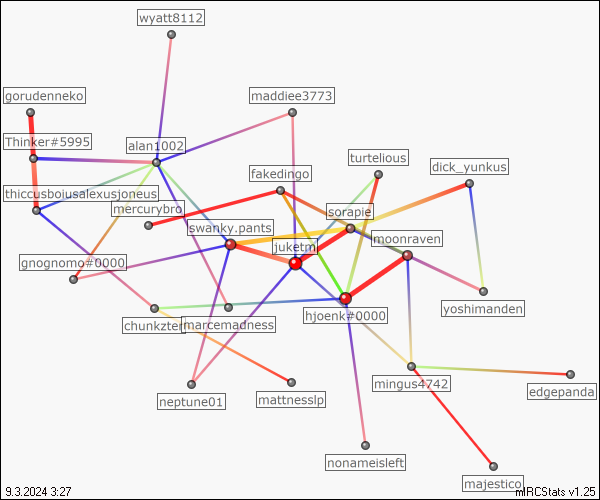 wyatt8112
gorudenneko
maddiee3773
Thinker#5995
alan1002
turtelious
dick_yunkus
fakedingo
thiccusboiusalexusjoneus
mercurybro
sorapie
swanky.pants
moonraven
juketm
gnognomo#0000
yoshimanden
hjoenk#0000
chunkzter
marcemadness
mingus4742
edgepanda
neptune01
mattnesslp
nonameisleft
majestico
9.3.2024 3:27
mIRCStats v1.25